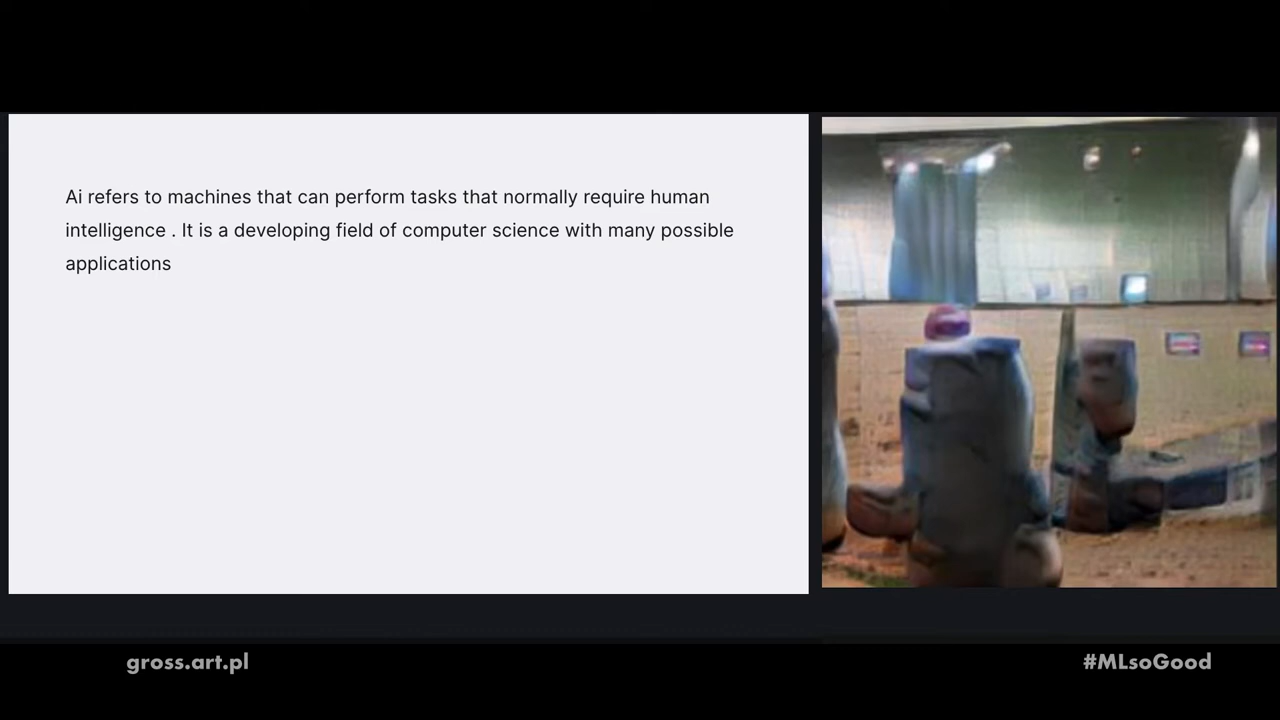 Ai refers to machines that can perform tasks that normally require human
intelligence . It is a developing field of computer science with many possible
applications
gross.art.pl
#MLsoGood